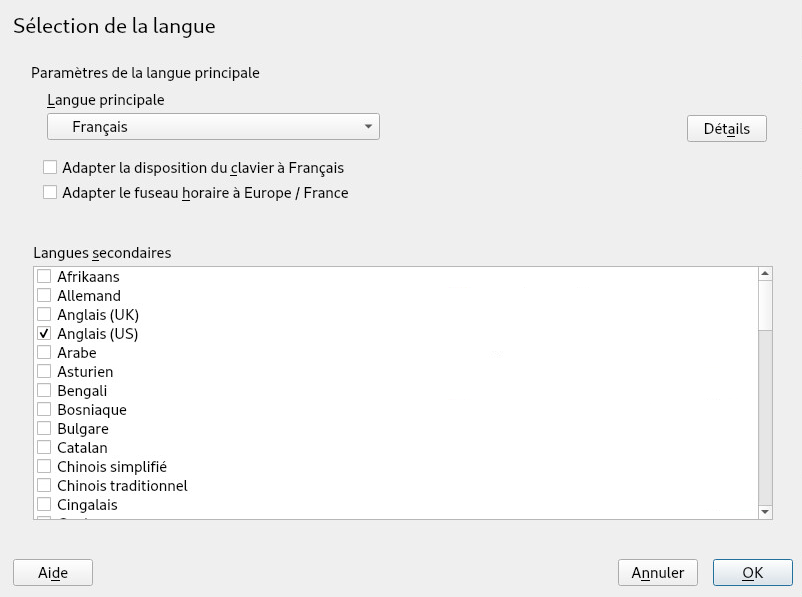 Sélection de la langue
Paramètres de la langue principale
Langue principale
Français
Détails
Adapter la disposition du clavier à Français
Adapter le fuseau horaire à Europe / France
Langues secondaires
Afrikaans
Allemand
Anglais (UK)
Anglais (US)
Arabe
Asturien
Bengali
Bosniaque
Bulgare
Catalan
Chinois simplifié
Chinois traditionnel
Cingalais
Aide
Annuler
OK